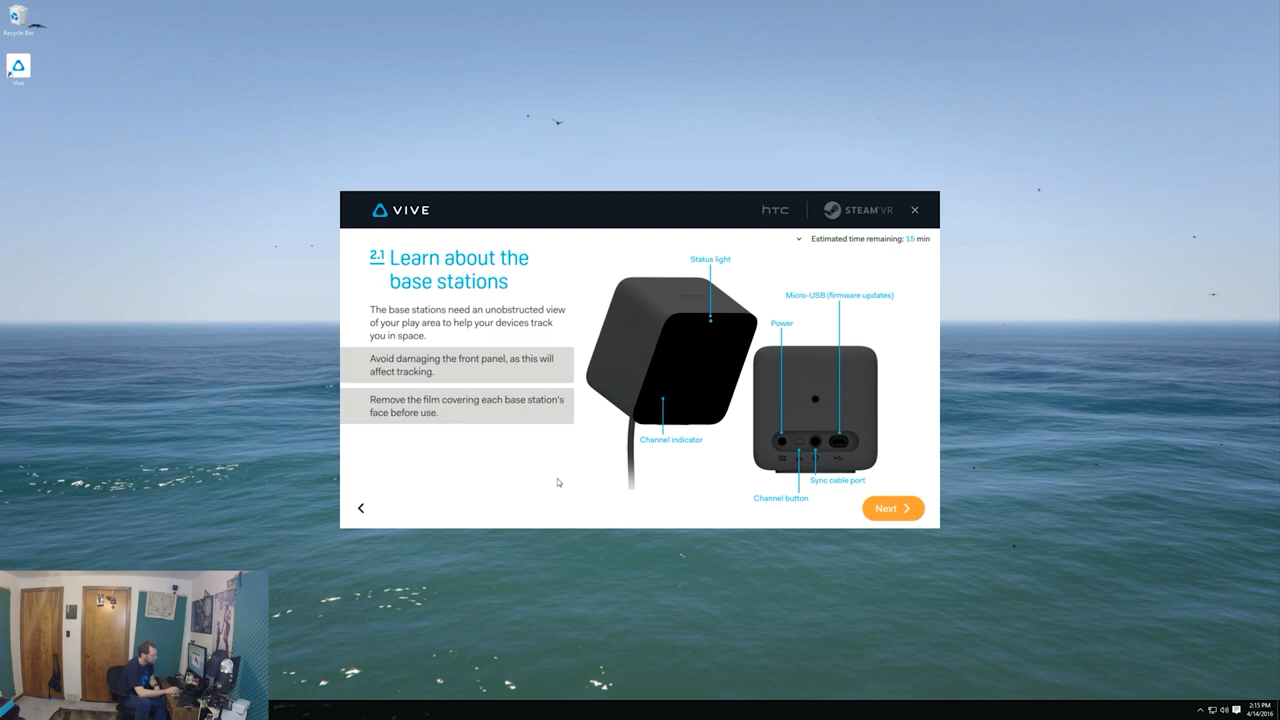 Recycle Bin
Vive
VIVE
hTC
STEAM®VR
Estimated time remaining: 15 min
2.1 Learn about the
base stations
The base stations need an unobstructed view
of your play area to help your devices track
you in space.
Avoid damaging the front panel, as this will
affect tracking.
Remove the film covering each base station's
face before use.
Status light
Channel indicator
Micro-USB (firmware updates)
Power
Sync cable port
Channel button
Next
2:15 PM
4/14/2016